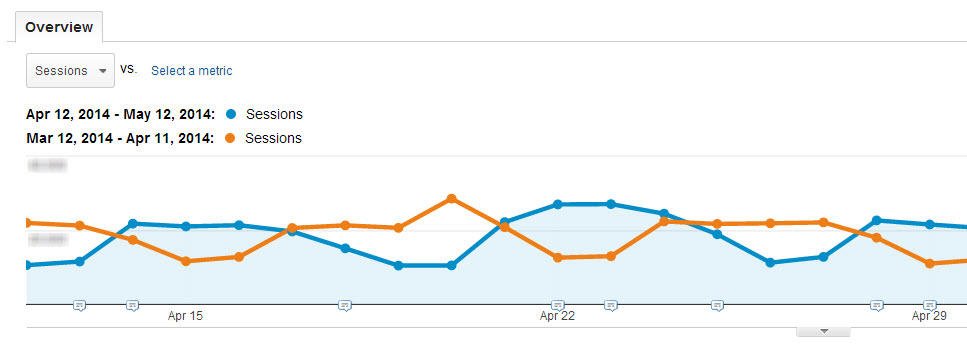 Overview
Sessions vs. Select a metric
Apr 12, 2014 - May 12, 2014: Sessions
Mar 12, 2014 - Apr 11, 2014: Sessions
Apr 15 Apr 22 Apr 29